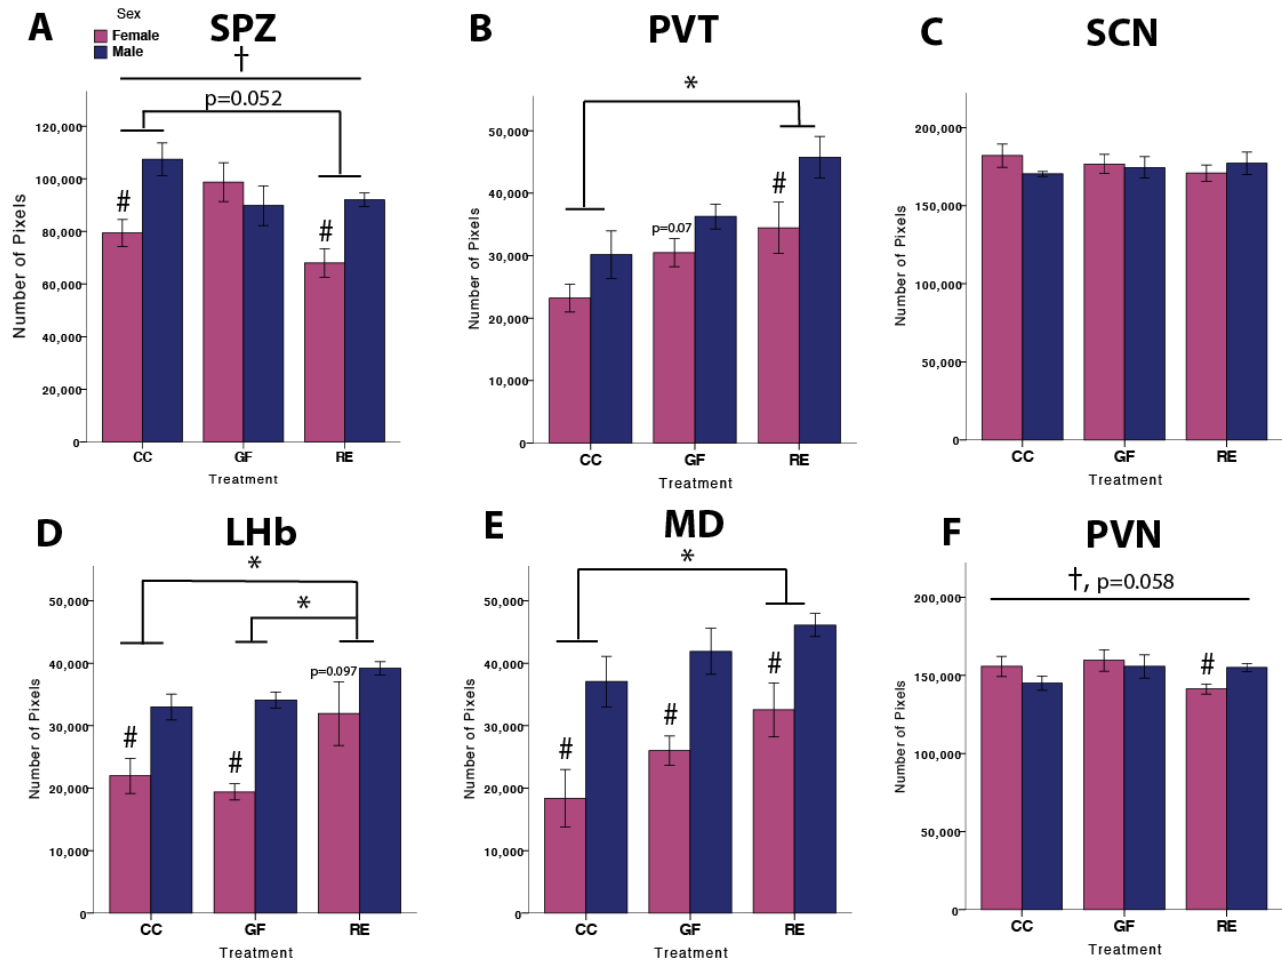 A
Sex
Female
Male
SPZ
†
p=0.052
Number of Pixels
120,000
100,000
80,000
60,000
40,000
20,000
0
#
#
CC
GF
RE
Treatment
B
PVT
*
Number of Pixels
50,000
40,000
30,000
20,000
10,000
0
p=0.07
#
CC
GF
RE
Treatment
C
SCN
Number of Pixels
200,000
150,000
100,000
50,000
0
CC
GF
RE
Treatment
D
LHb
*
*
Number of Pixels
50,000
40,000
30,000
20,000
10,000
0
#
#
p=0.097
CC
GF
RE
Treatment
E
MD
*
Number of Pixels
50,000
40,000
30,000
20,000
10,000
0
#
#
#
CC
GF
RE
Treatment
F
PVN
†, p=0.058
Number of Pixels
200,000
150,000
100,000
50,000
0
#
CC
GF
RE
Treatment